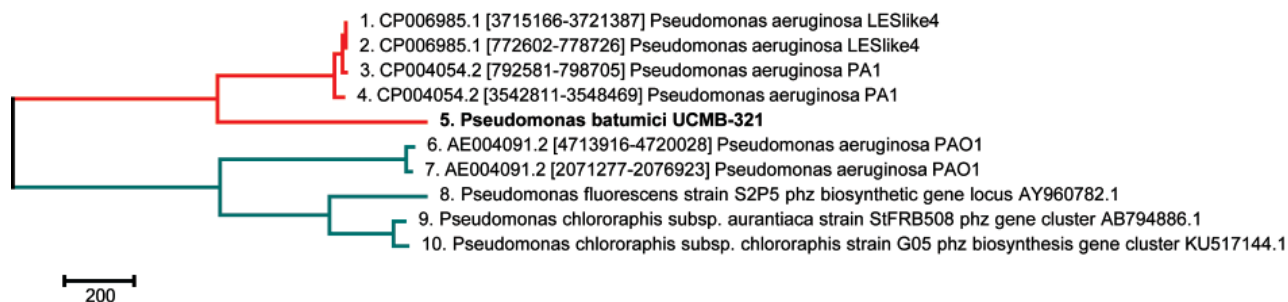 1. CP006985.1 [3715166-3721387] Pseudomonas aeruginosa LESlike4
2. CP006985.1 [772602-778726] Pseudomonas aeruginosa LESlike4
3. CP004054.2 [792581-798705] Pseudomonas aeruginosa PA1
4. CP004054.2 [3542811-3548469] Pseudomonas aeruginosa PA1
5. Pseudomonas batumici UCMB-321
6. AE004091.2 [4713916-4720028] Pseudomonas aeruginosa PAO1
7. AE004091.2 [2071277-2076923] Pseudomonas aeruginosa PAO1
8. Pseudomonas fluorescens strain S2P5 phz biosynthetic gene locus AY960782.1
9. Pseudomonas chlororaphis subsp. aurantiaca strain StFRB508 phz gene cluster AB794886.1
10. Pseudomonas chlororaphis subsp. chlororaphis strain G05 phz biosynthesis gene cluster KU517144.1
200